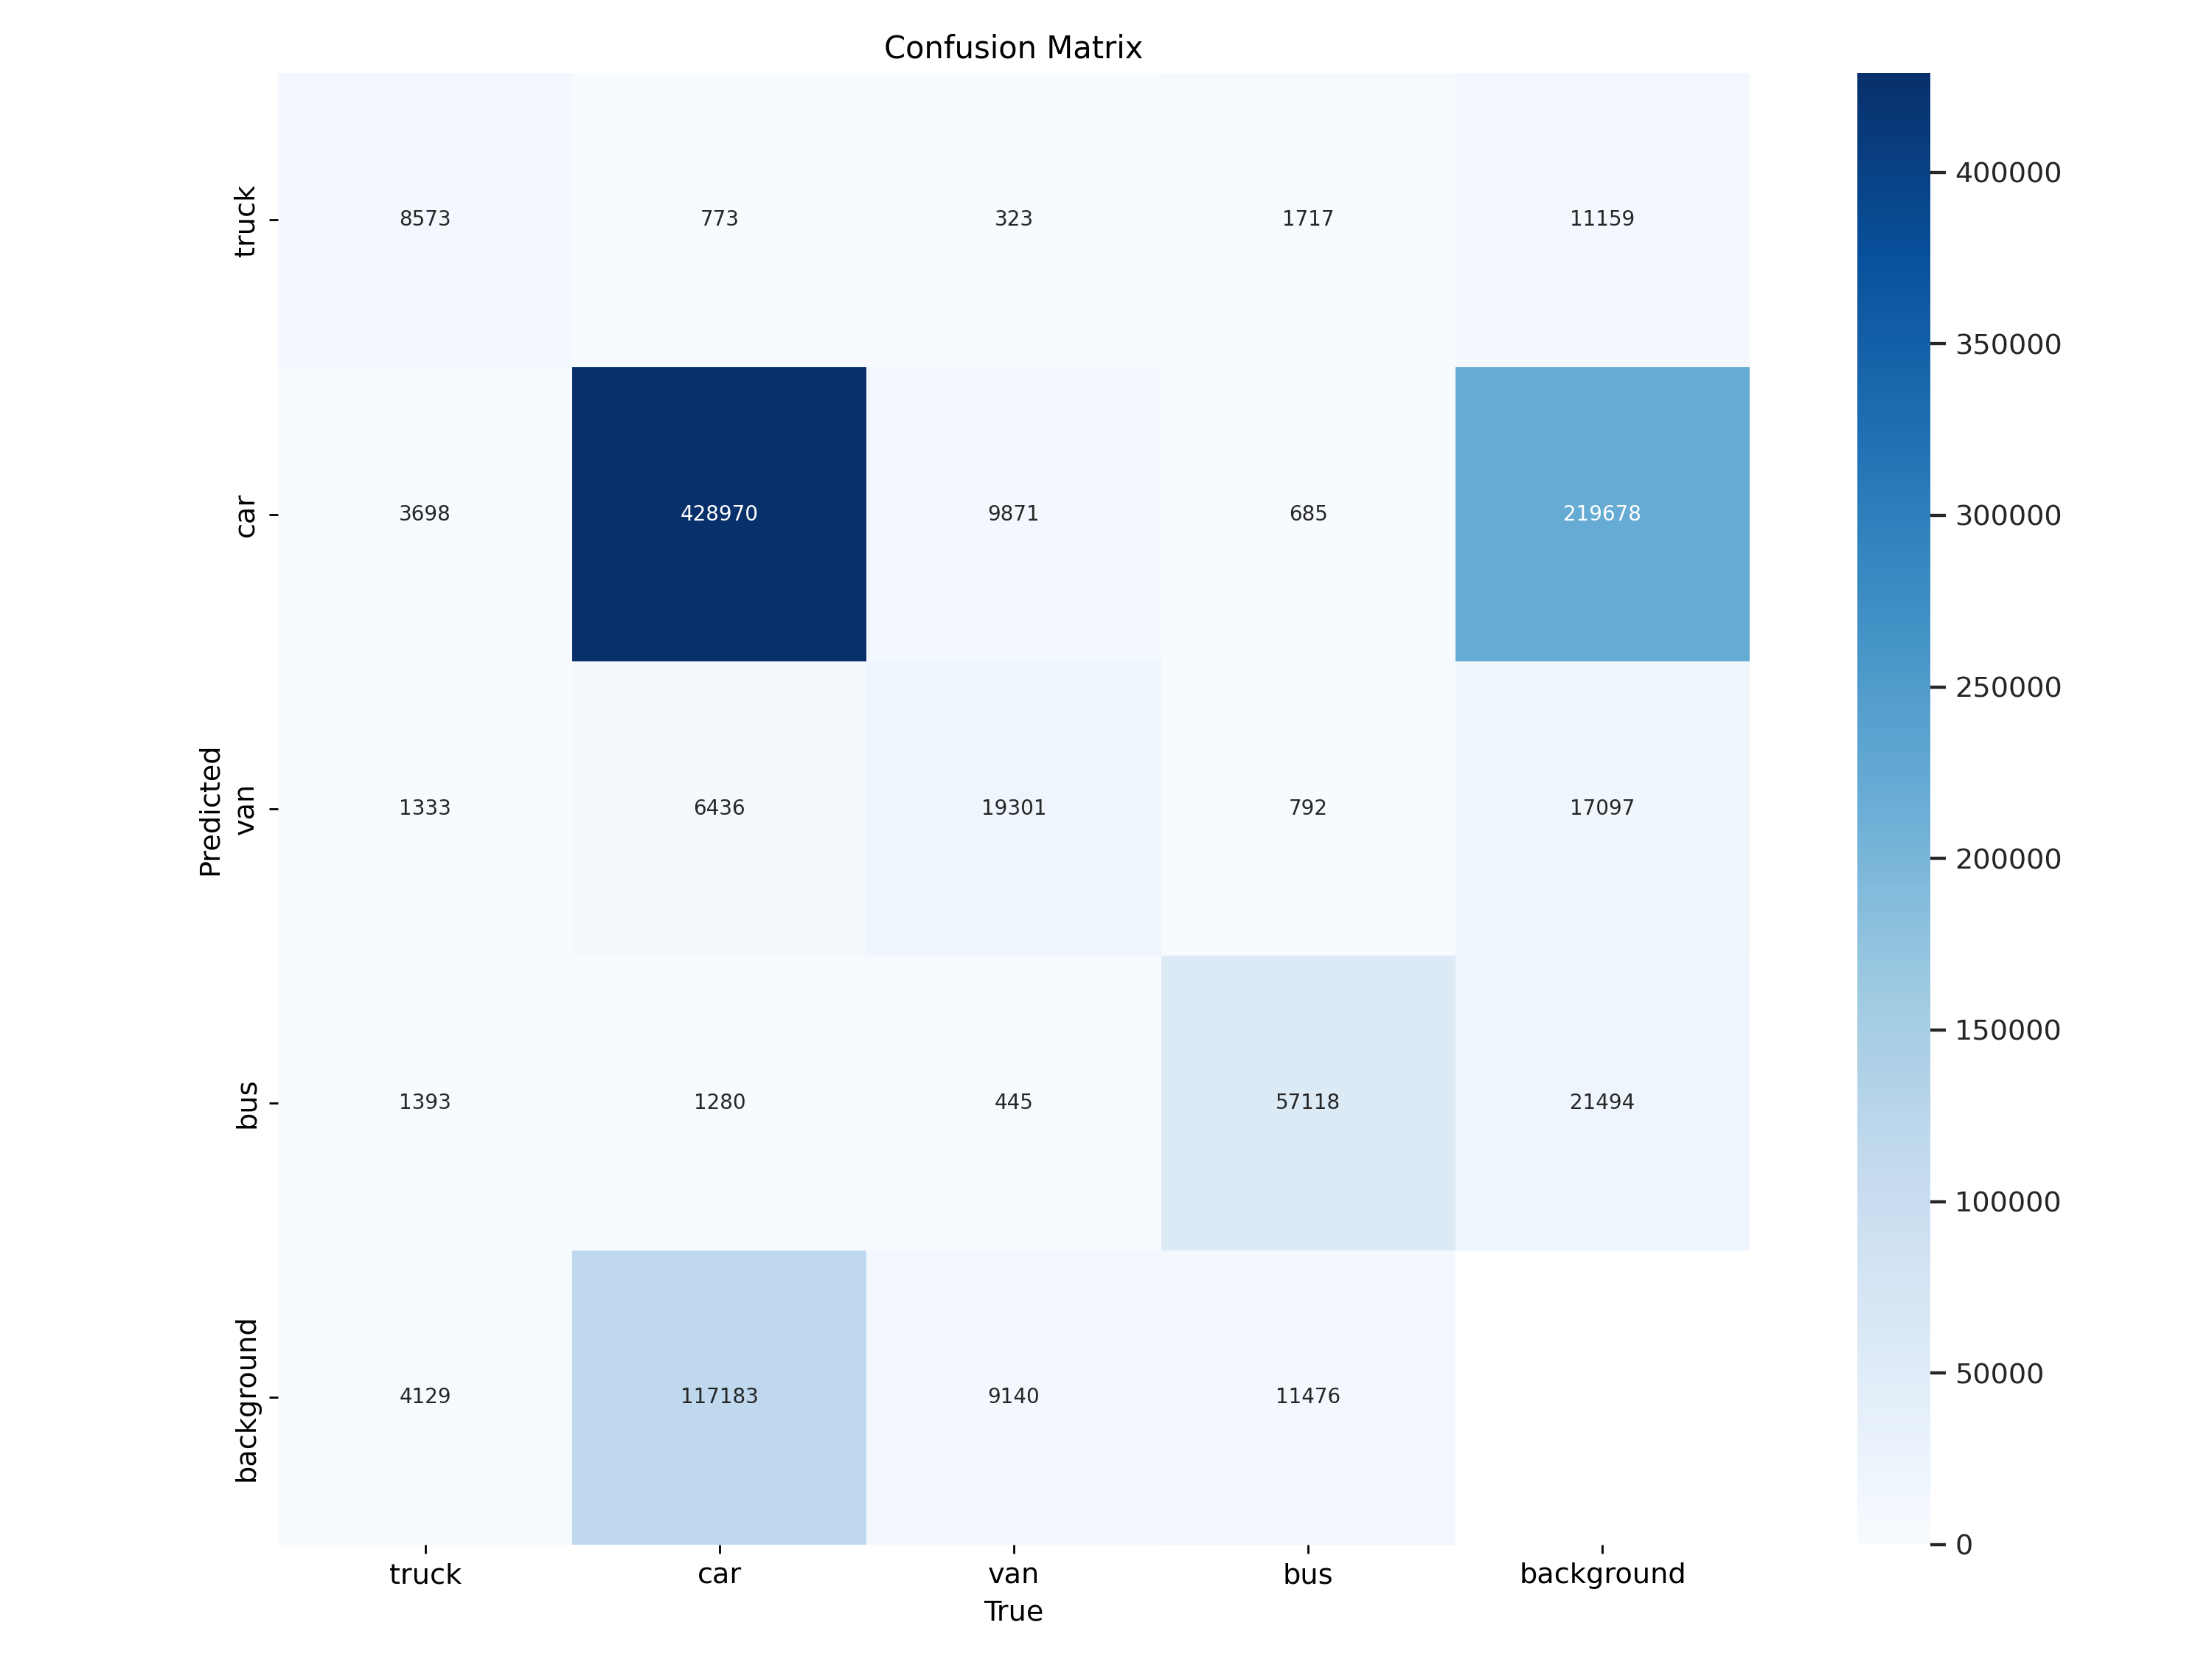 Confusion Matrix
truck
8573 773 323 1717 11159
car
3698 428970 9871 685 219678
Predicted
van
1333 6436 19301 792 17097
bus
1393 1280 445 57118 21494
background
4129 117183 9140 11476
truck car van bus background
True
400000
350000
300000
250000
200000
150000
100000
50000
0